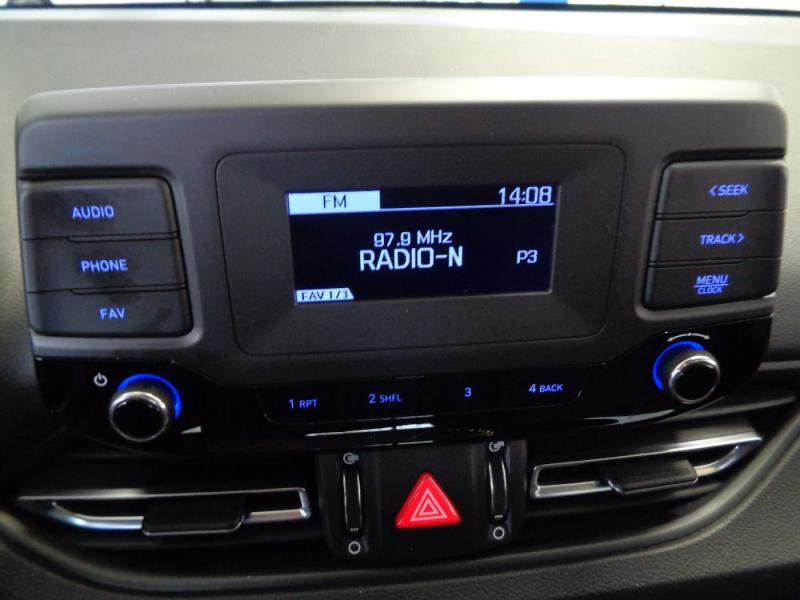 AUDIO
PHONE
FAV
FM 14:08
97.9 MHz
RADIO-N P3
FAV 1/3
<SEEK
TRACK>
MENU
CLOCK
1 RPT 2 SHFL 3 4 BACK